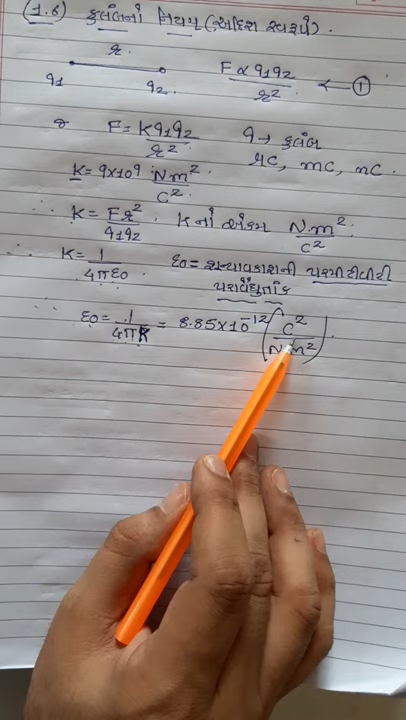 (1.6) કુલંબનો નિયમ (અદિશ સ્વરૂપ).
r
q1 q2
F ∝ q1q2 / r² ← ①
∴ F = Kq1q2 / r² q → કુલંબ
μC, mC, nC.
K = 9×10⁹ Nm² / C²
∴ K = Fr² / q1q2 Kનો એકમ Nm² / C²
∴ K = 1 / 4πε0 ε0 = શૂન્યાવકાશની પરમીટીવીટી
પરાવૈદ્યુતાંક
∴ ε0 = 1 / 4πK = 8.85×10⁻¹² (C² / Nm²)